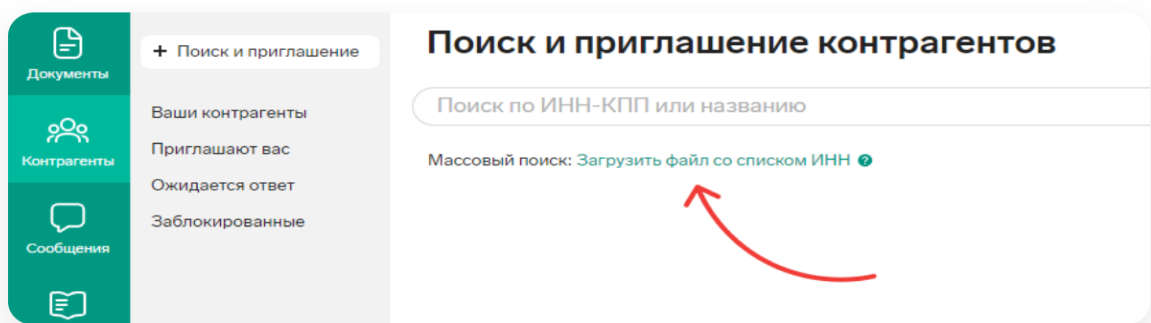 Документы
Контрагенты
Сообщения
+ Поиск и приглашение
Ваши контрагенты
Приглашают вас
Ожидается ответ
Заблокированные
Поиск и приглашение контрагентов
Поиск по ИНН-КПП или названию
Массовый поиск: Загрузить файл со списком ИНН ?